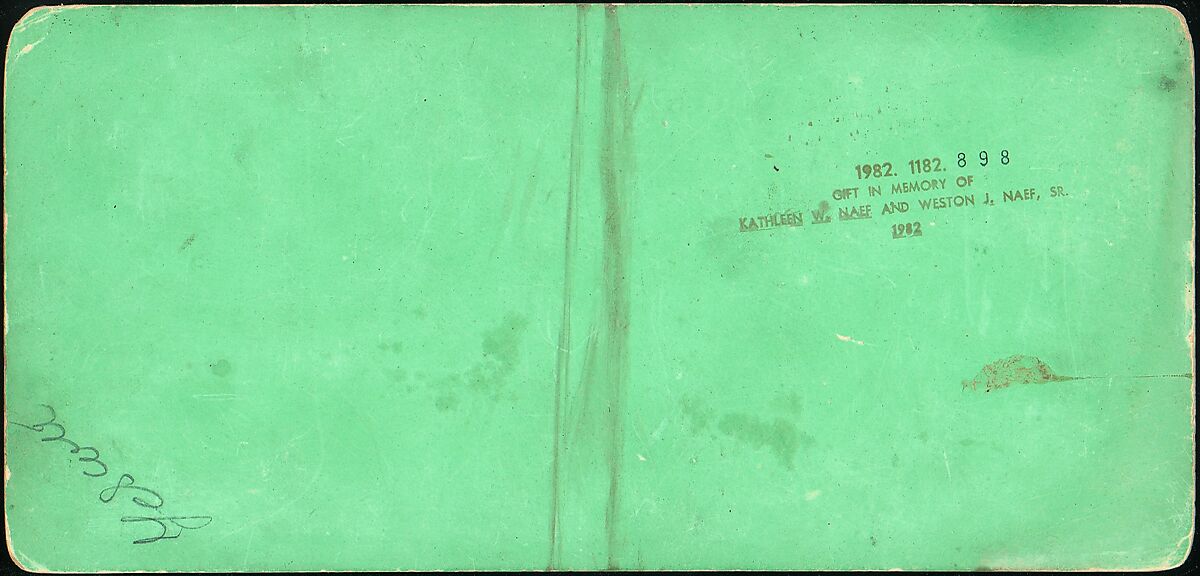 1982. 1182. 898
GIFT IN MEMORY OF
KATHLEEN W. NAEF AND WESTON J. NAEF, SR.
1982